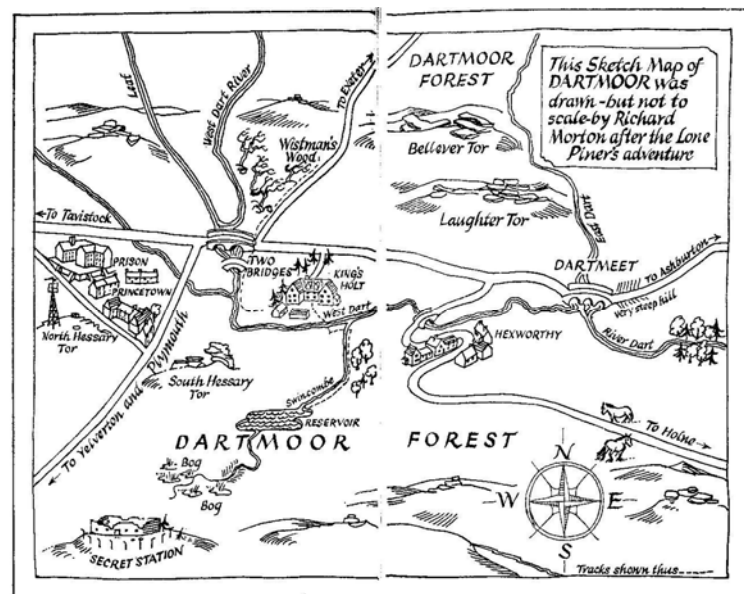 DARTMOOR
FOREST
This Sketch Map of
DARTMOOR was
drawn-but not to
scale-by Richard
Morton after the Lone
Piner's adventure
Leaf
West Dart River
To Exeter
Wistman's
Wood
Bellever Tor
Laughter Tor
East Dart
To Tavistock
PRISON
PRINCETOWN
North Hessary
Tor
TWO
BRIDGES
KING'S
HOLT
West Dart
DARTMEET
To Ashburton
Very steep hill
River Dart
HEXWORTHY
South Hessary
Tor
To Yelverton and Plymouth
Swincombe
RESERVOIR
DARTMOOR FOREST
To Holne
Bog
Bog
SECRET STATION
N
W E
S
Tracks shown thus-----